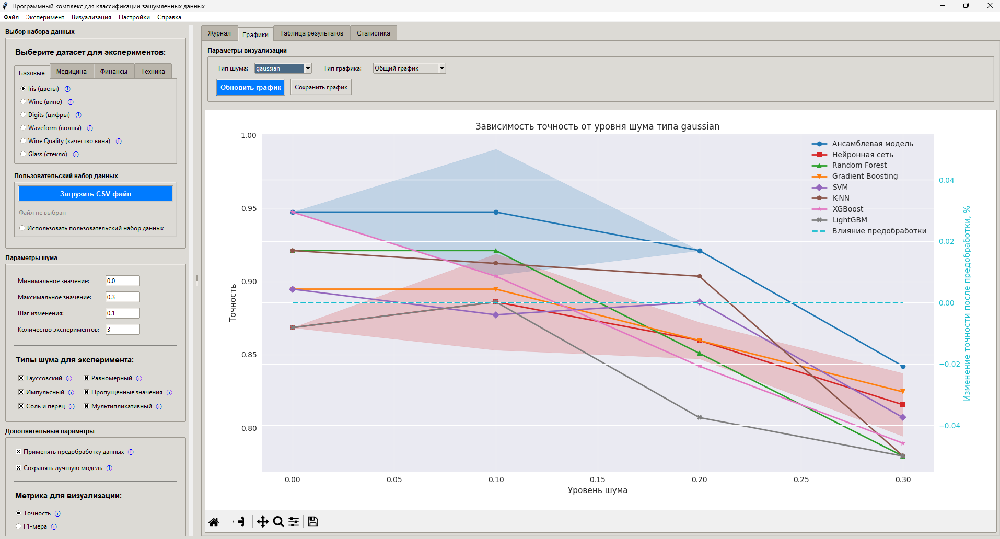 Программный комплекс для классификации зашумленных данных
Файл Эксперимент Визуализация Настройки Справка
Выбор набора данных
Выберите датасет для экспериментов:
Базовые Медицина Финансы Техника
Iris (цветы)
Wine (вино)
Digits (цифры)
Waveform (волны)
Wine Quality (качество вина)
Glass (стекло)
Пользовательский набор данных
Загрузить CSV файл
Файл не выбран
Использовать пользовательский набор данных
Параметры шума
Минимальное значение: 0.0
Максимальное значение: 0.3
Шаг изменения: 0.1
Количество экспериментов: 3
Типы шума для эксперимента:
Гауссовский Равномерный
Импульсный Пропущенные значения
Соль и перец Мультипликативный
Дополнительные параметры
Применять предобработку данных
Сохранять лучшую модель
Метрика для визуализации:
Точность
F1-мера
Журнал Графики Таблица результатов Статистика
Параметры визуализации
Тип шума: gaussian Тип графика: Общий график
Обновить график Сохранить график
Зависимость точность от уровня шума типа gaussian
Точность
1.00
0.95
0.90
0.85
0.80
Ансамблевая модель
Нейронная сеть
Random Forest
Gradient Boosting
SVM
K-NN
XGBoost
LightGBM
Влияние предобработки
0.04
0.02
0.00
−0.02
−0.04
Изменение точности после предобработки, %
0.00 0.05 0.10 0.15 0.20 0.25 0.30
Уровень шума